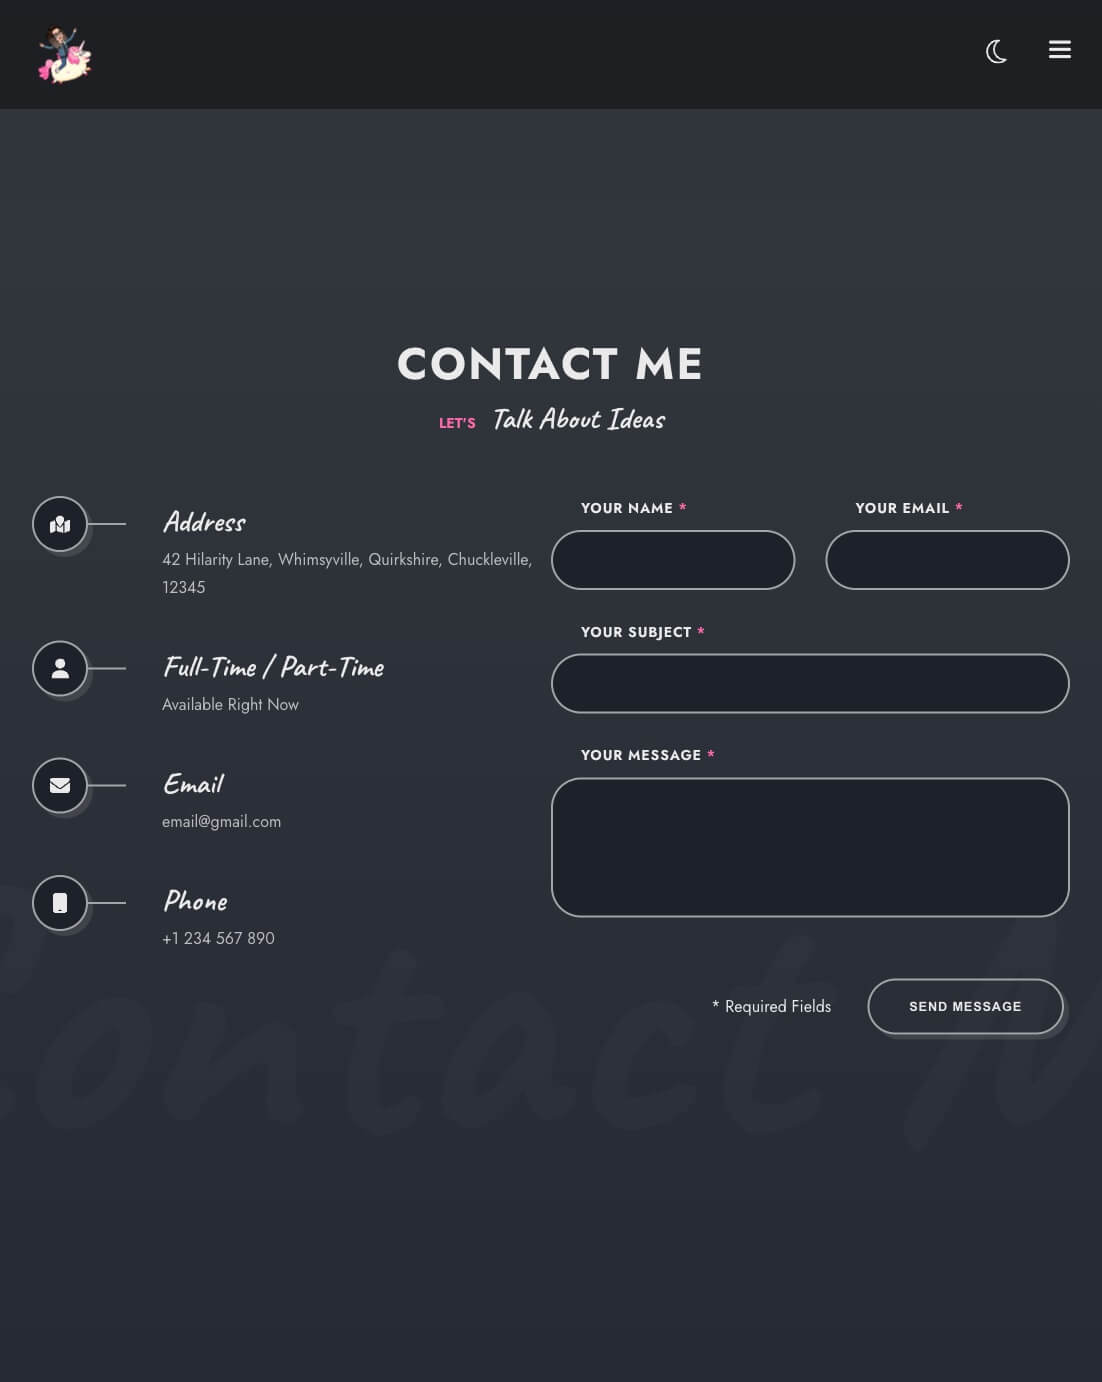 CONTACT ME
LET'S Talk About Ideas
Address
42 Hilarity Lane, Whimsyville, Quirkshire, Chuckleville,
12345
Full-Time / Part-Time
Available Right Now
Email
email@gmail.com
Phone
+1 234 567 890
YOUR NAME *
YOUR EMAIL *
YOUR SUBJECT *
YOUR MESSAGE *
* Required Fields
SEND MESSAGE
Contact M